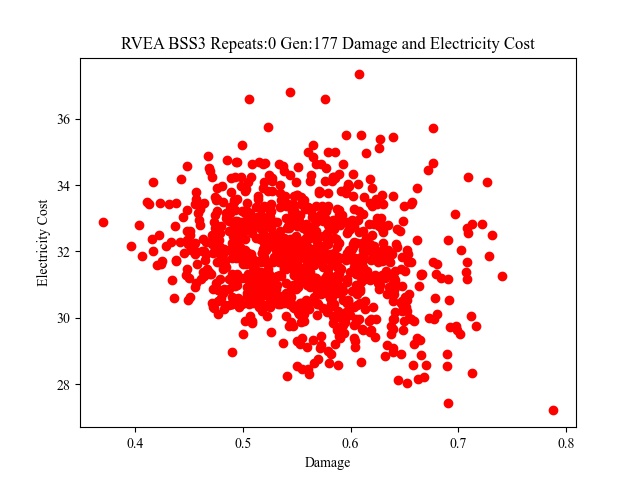 RVEA BSS3 Repeats:0 Gen:177 Damage and Electricity Cost
Electricity Cost
36
34
32
30
28
0.4 0.5 0.6 0.7 0.8
Damage